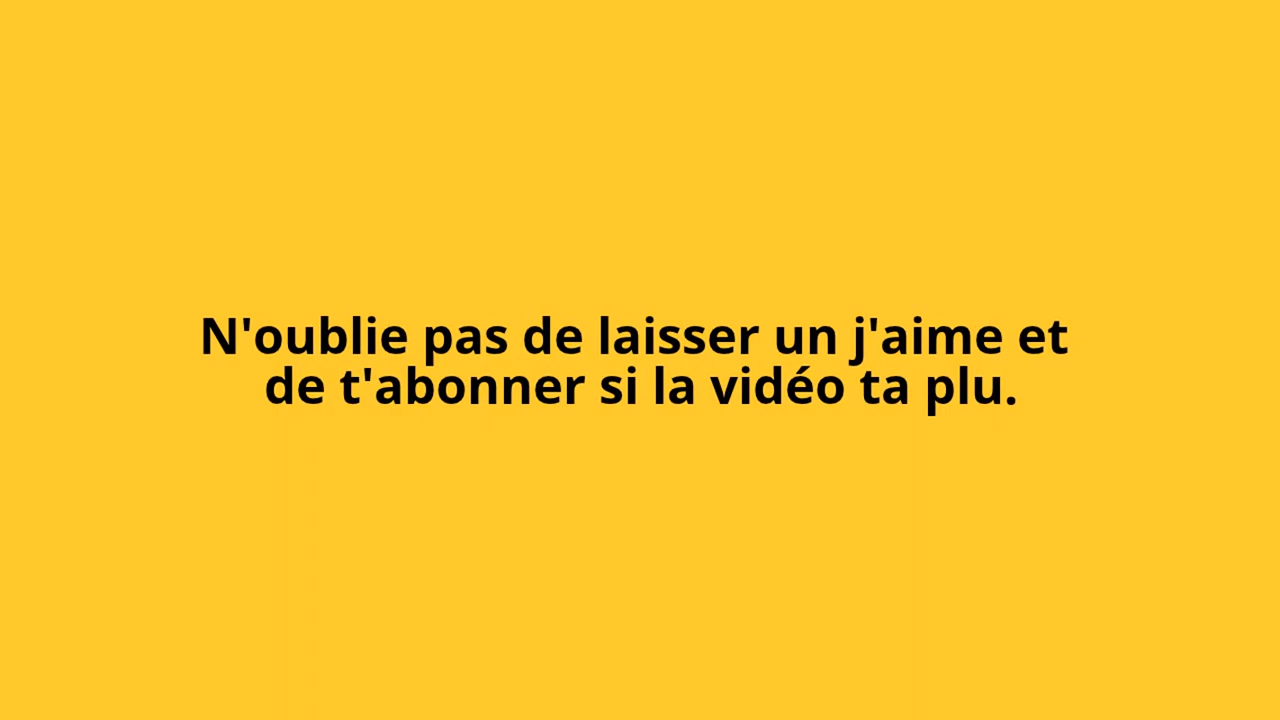 N'oublie pas de laisser un j'aime et
de t'abonner si la vidéo ta plu.